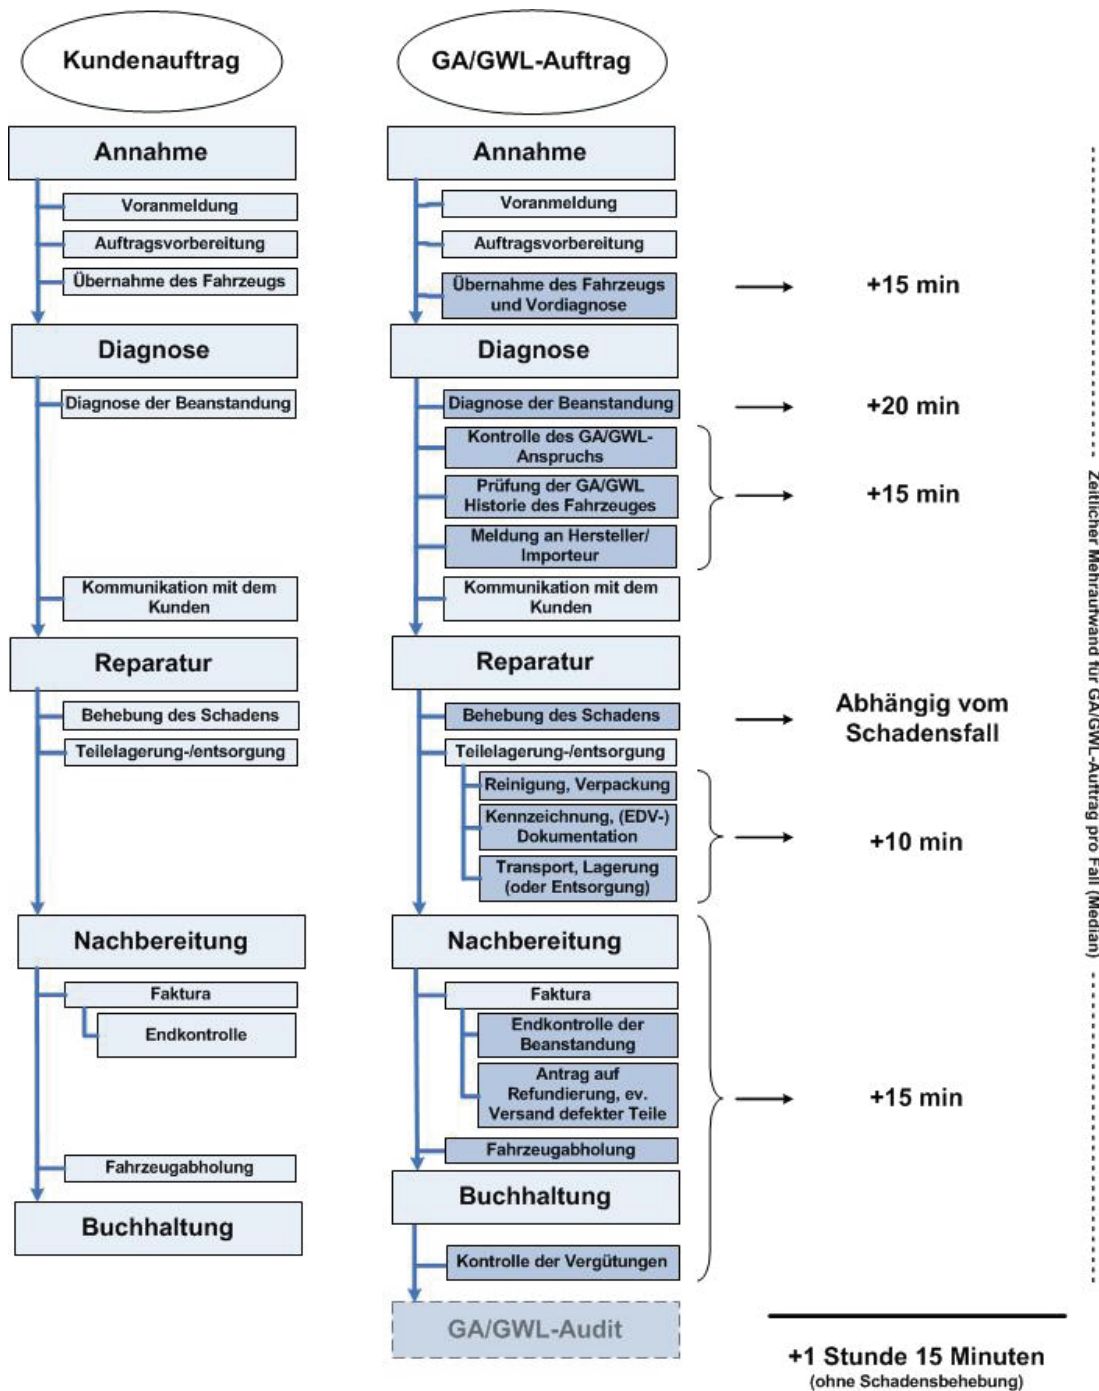 Kundenauftrag
Annahme
Voranmeldung
Auftragsvorbereitung
Übernahme des Fahrzeugs
Diagnose
Diagnose der Beanstandung
Kommunikation mit dem
Kunden
Reparatur
Behebung des Schadens
Teilelagerung-/entsorgung
Nachbereitung
Faktura
Endkontrolle
Fahrzeugabholung
Buchhaltung
GA/GWL-Auftrag
Annahme
Voranmeldung
Auftragsvorbereitung
Übernahme des Fahrzeugs
und Vordiagnose
Diagnose
Diagnose der Beanstandung
Kontrolle des GA/GWL-
Anspruchs
Prüfung der GA/GWL
Historie des Fahrzeuges
Meldung an Hersteller/
Importeur
Kommunikation mit dem
Kunden
Reparatur
Behebung des Schadens
Teilelagerung-/entsorgung
Reinigung, Verpackung
Kennzeichnung, (EDV-)
Dokumentation
Transport, Lagerung
(oder Entsorgung)
Nachbereitung
Faktura
Endkontrolle der
Beanstandung
Antrag auf
Refundierung, ev.
Versand defekter Teile
Fahrzeugabholung
Buchhaltung
Kontrolle der Vergütungen
GA/GWL-Audit
+15 min
+20 min
+15 min
Abhängig vom
Schadensfall
+10 min
+15 min
+1 Stunde 15 Minuten
(ohne Schadensbehebung)
Zeitlicher Mehraufwand für GA/GWL-Auftrag pro Fall (Median)